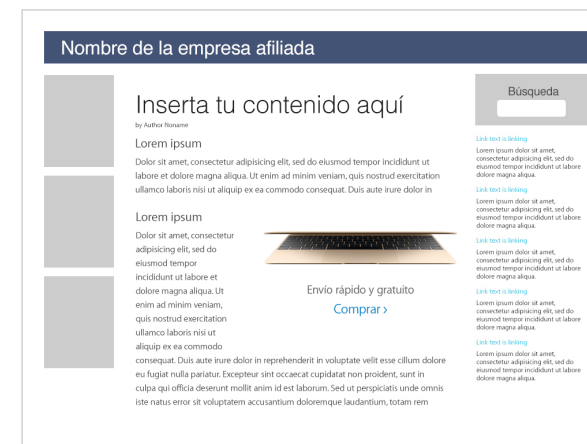 Nombre de la empresa afiliada
Inserta tu contenido aquí
by Author Noname
Lorem ipsum
Dolor sit amet, consectetur adipisicing elit, sed do eiusmod tempor incididunt ut
labore et dolore magna aliqua. Ut enim ad minim veniam, quis nostrud exercitation
ullamco laboris nisi ut aliquip ex ea commodo consequat. Duis aute irure dolor in
Lorem ipsum
Dolor sit amet, consectetur
adipisicing elit, sed do
eiusmod tempor
incididunt ut labore et
dolore magna aliqua. Ut
enim ad minim veniam,
quis nostrud exercitation
ullamco laboris nisi ut
aliquip ex ea commodo
consequat. Duis aute irure dolor in reprehenderit in voluptate velit esse cillum dolore
eu fugiat nulla pariatur. Excepteur sint occaecat cupidatat non proident, sunt in
culpa qui officia deserunt mollit anim id est laborum. Sed ut perspiciatis unde omnis
iste natus error sit voluptatem accusantium doloremque laudantium, totam rem
Envío rápido y gratuito
Comprar ›
Búsqueda
Link text is linking
Lorem ipsum dolor sit amet,
consectetur adipisicing elit, sed do
eiusmod tempor incididunt ut labore
dolore magna aliqua.
Link text is linking
Lorem ipsum dolor sit amet,
consectetur adipisicing elit, sed do
eiusmod tempor incididunt ut labore
dolore magna aliqua.
Link text is linking
Lorem ipsum dolor sit amet,
consectetur adipisicing elit, sed do
eiusmod tempor incididunt ut labore
dolore magna aliqua.
Link text is linking
Lorem ipsum dolor sit amet,
consectetur adipisicing elit, sed do
eiusmod tempor incididunt ut labore
dolore magna aliqua.
Link text is linking
Lorem ipsum dolor sit amet,
consectetur adipisicing elit, sed do
eiusmod tempor incididunt ut labore
dolore magna aliqua.